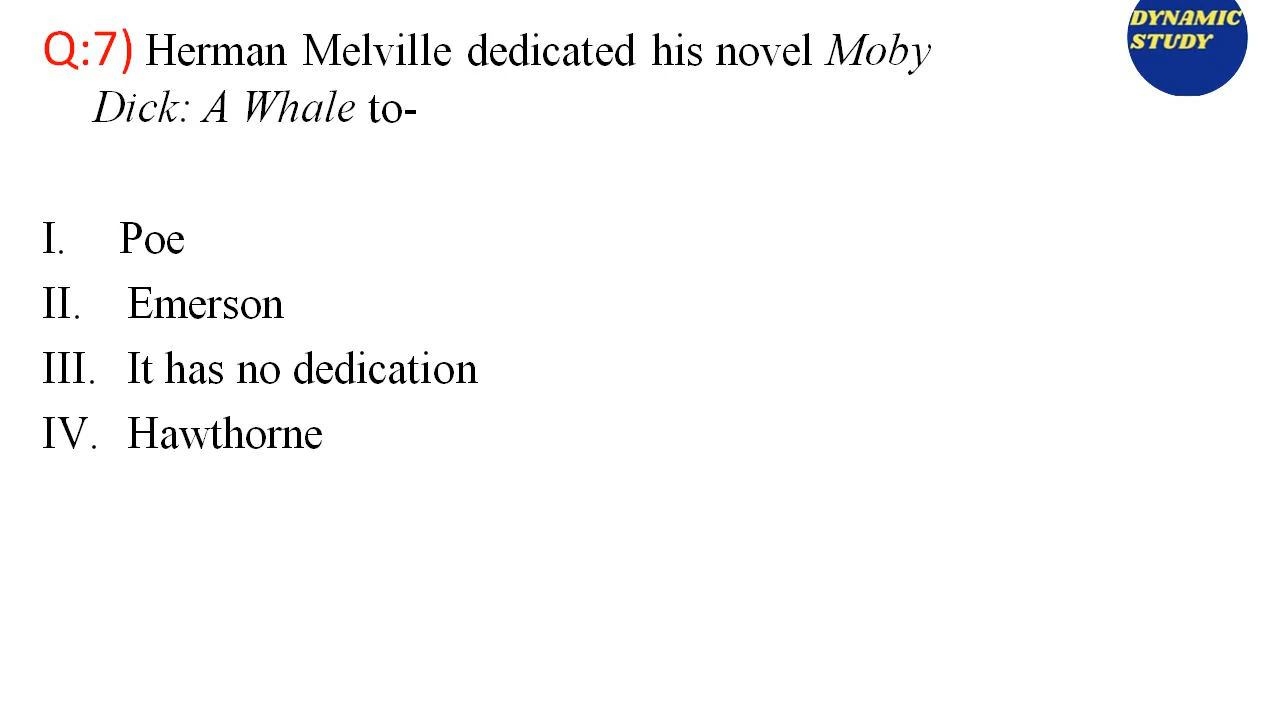 DYNAMIC
STUDY
Q:7) Herman Melville dedicated his novel Moby
Dick: A Whale to-
I. Poe
II. Emerson
III. It has no dedication
IV. Hawthorne